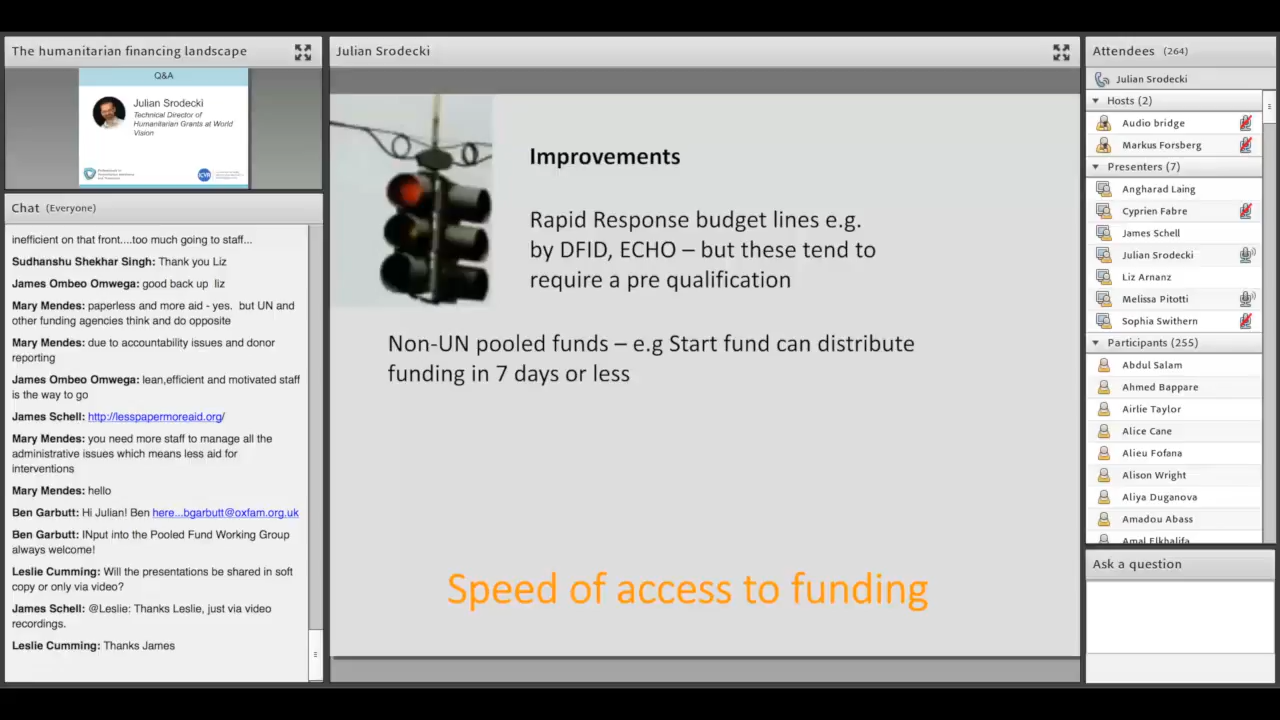 The humanitarian financing landscape
Q&A
Julian Srodecki
Technical Director of
Humanitarian Grants at World
Vision
ICVA
Chat (Everyone)
inefficient on that front....too much going to staff...
Sudhanshu Shekhar Singh: Thank you Liz
James Ombeo Omwega: good back up liz
Mary Mendes: paperless and more aid - yes. but UN and
other funding agencies think and do opposite
Mary Mendes: due to accountability issues and donor
reporting
James Ombeo Omwega: lean,efficient and motivated staff
is the way to go
James Schell: http://lesspapermoreaid.org/
Mary Mendes: you need more staff to manage all the
administrative issues which means less aid for
interventions
Mary Mendes: hello
Ben Garbutt: Hi Julian! Ben here...bgarbutt@oxfam.org.uk
Ben Garbutt: INput into the Pooled Fund Working Group
always welcome!
Leslie Cumming: Will the presentations be shared in soft
copy or only via video?
James Schell: @Leslie: Thanks Leslie, just via video
recordings.
Leslie Cumming: Thanks James
Julian Srodecki
Improvements
Rapid Response budget lines e.g.
by DFID, ECHO – but these tend to
require a pre qualification
Non-UN pooled funds – e.g Start fund can distribute
funding in 7 days or less
Speed of access to funding
Attendees (264)
Julian Srodecki
Hosts (2)
Audio bridge
Markus Forsberg
Presenters (7)
Angharad Laing
Cyprien Fabre
James Schell
Julian Srodecki
Liz Arnanz
Melissa Pitotti
Sophia Swithern
Participants (255)
Abdul Salam
Ahmed Bappare
Airlie Taylor
Alice Cane
Alieu Fofana
Alison Wright
Aliya Duganova
Amadou Abass
Amal Elkhalifa
Ask a question